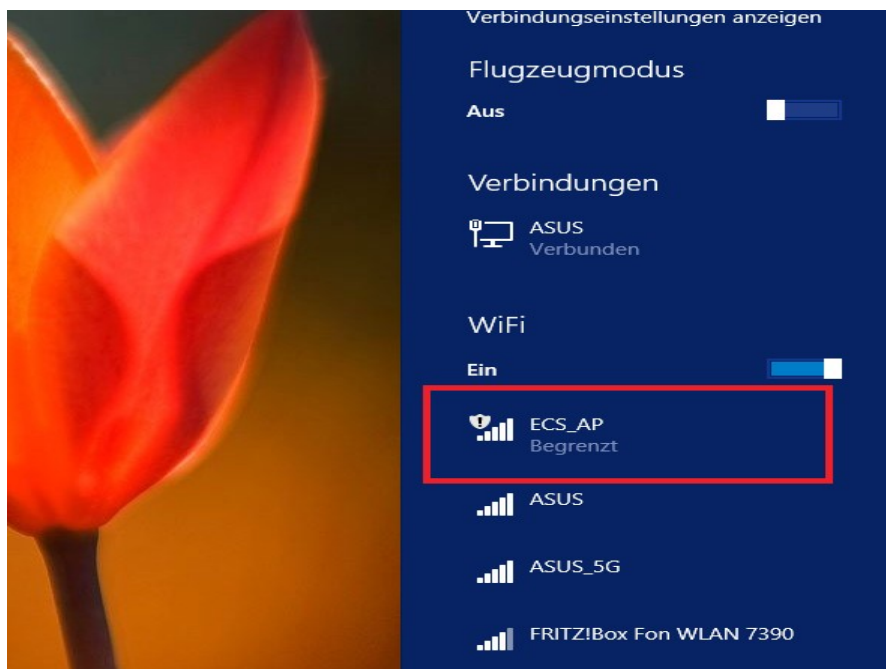 Verbindungseinstellungen anzeigen
Flugzeugmodus
Aus
Verbindungen
ASUS
Verbunden
WiFi
Ein
ECS_AP
Begrenzt
ASUS
ASUS_5G
FRITZ!Box Fon WLAN 7390